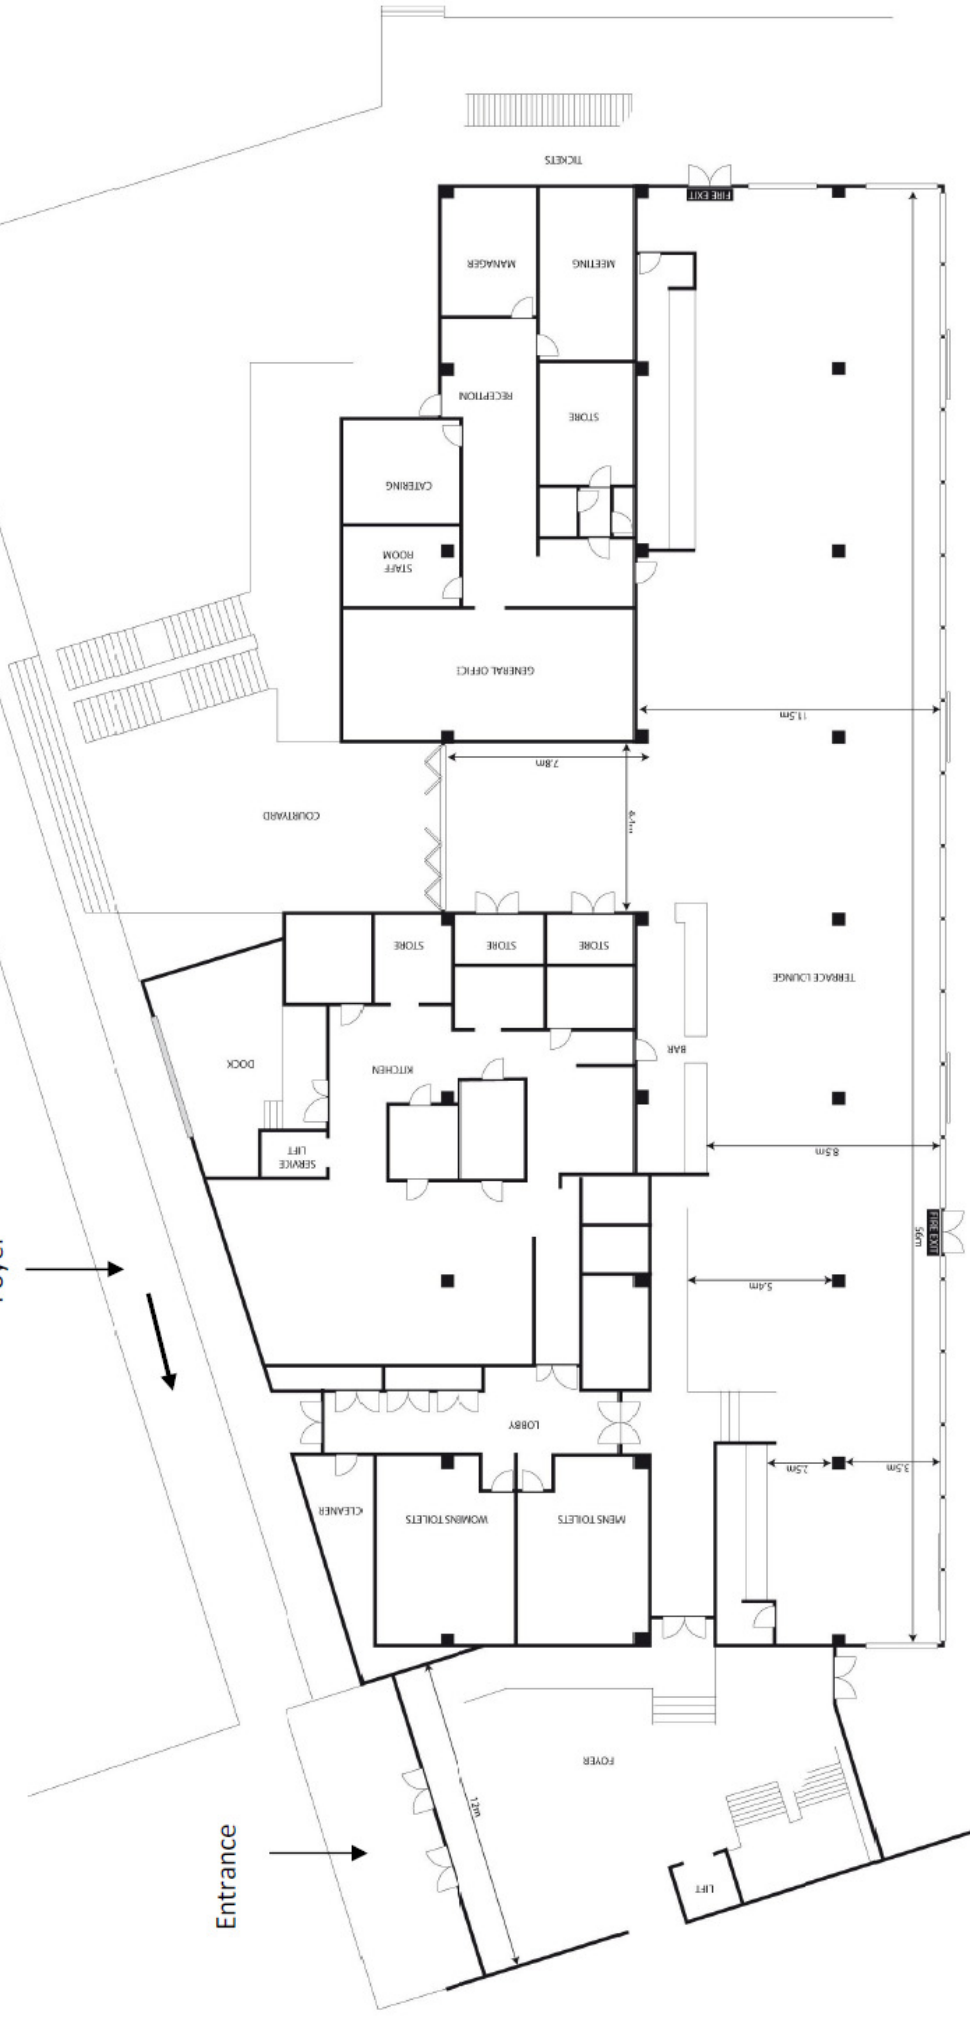 TICKETS
FIRE EXIT
MANAGER
MEETING
RECEPTION
STORE
CATERING
STAFF
ROOM
GENERAL OFFICE
11.5m
7.8m
COURTYARD
STORE
STORE
STORE
TERRACE LOUNGE
BAR
DOCK
KITCHEN
SERVICE
LIFT
8.5m
FIRE EXIT
56m
5.4m
LOBBY
2.5m
3.5m
CLEANER
WOMENS TOILETS
MENS TOILETS
FOYER
12m
Entrance
LIFT